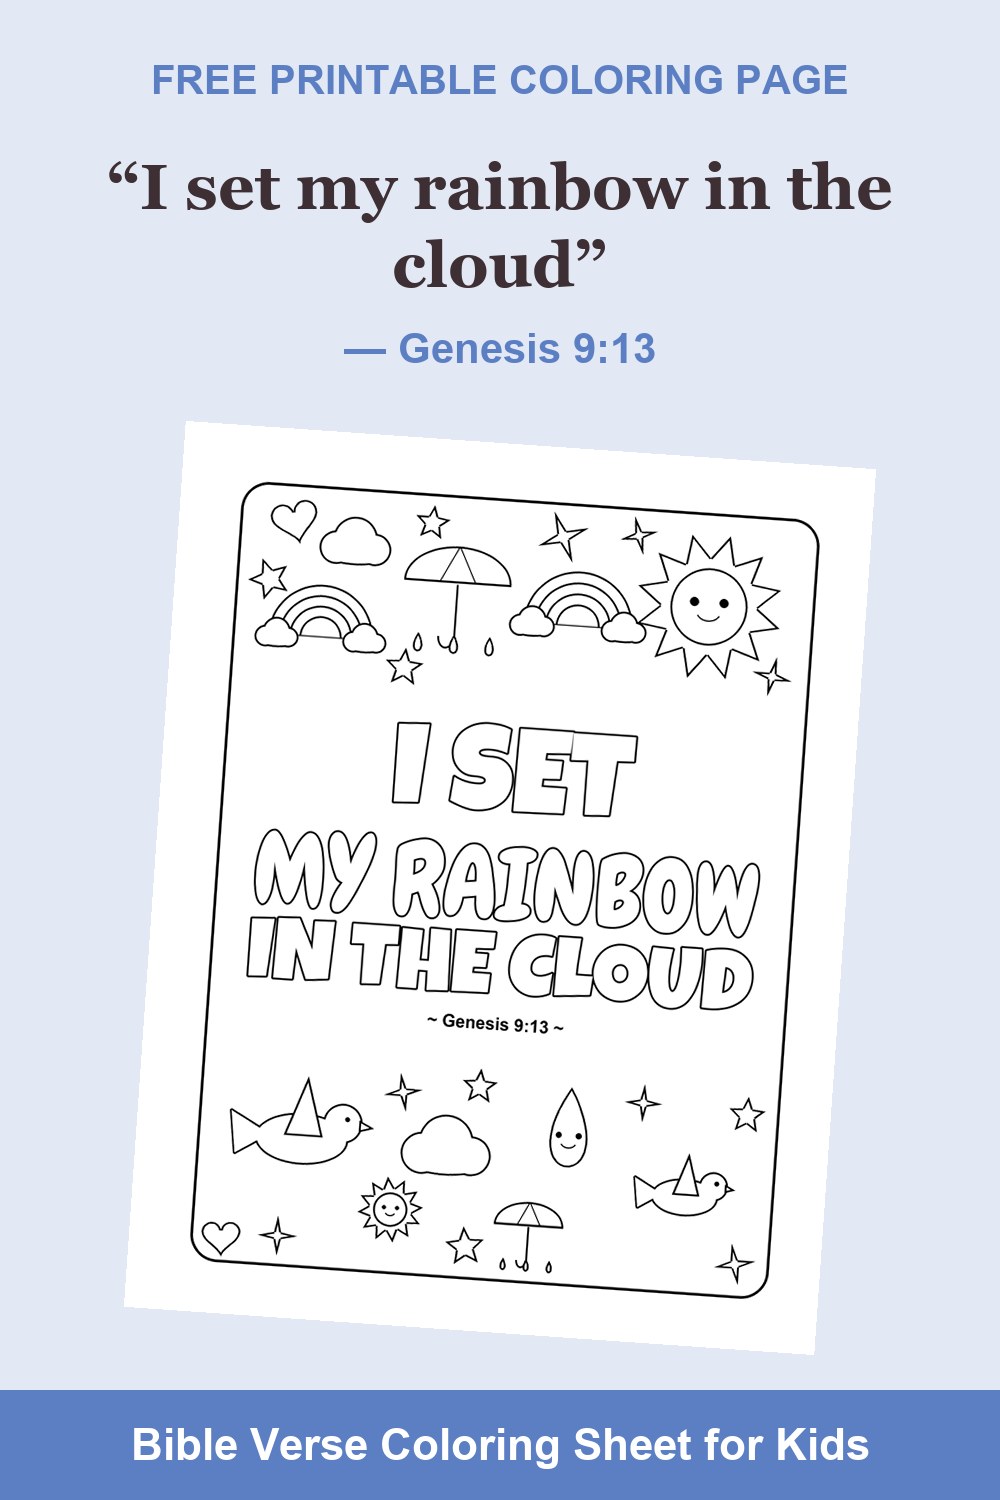 FREE PRINTABLE COLORING PAGE
“I set my rainbow in the
cloud”
— Genesis 9:13
I SET
MY RAINBOW
IN THE CLOUD
~ Genesis 9:13 ~
Bible Verse Coloring Sheet for Kids